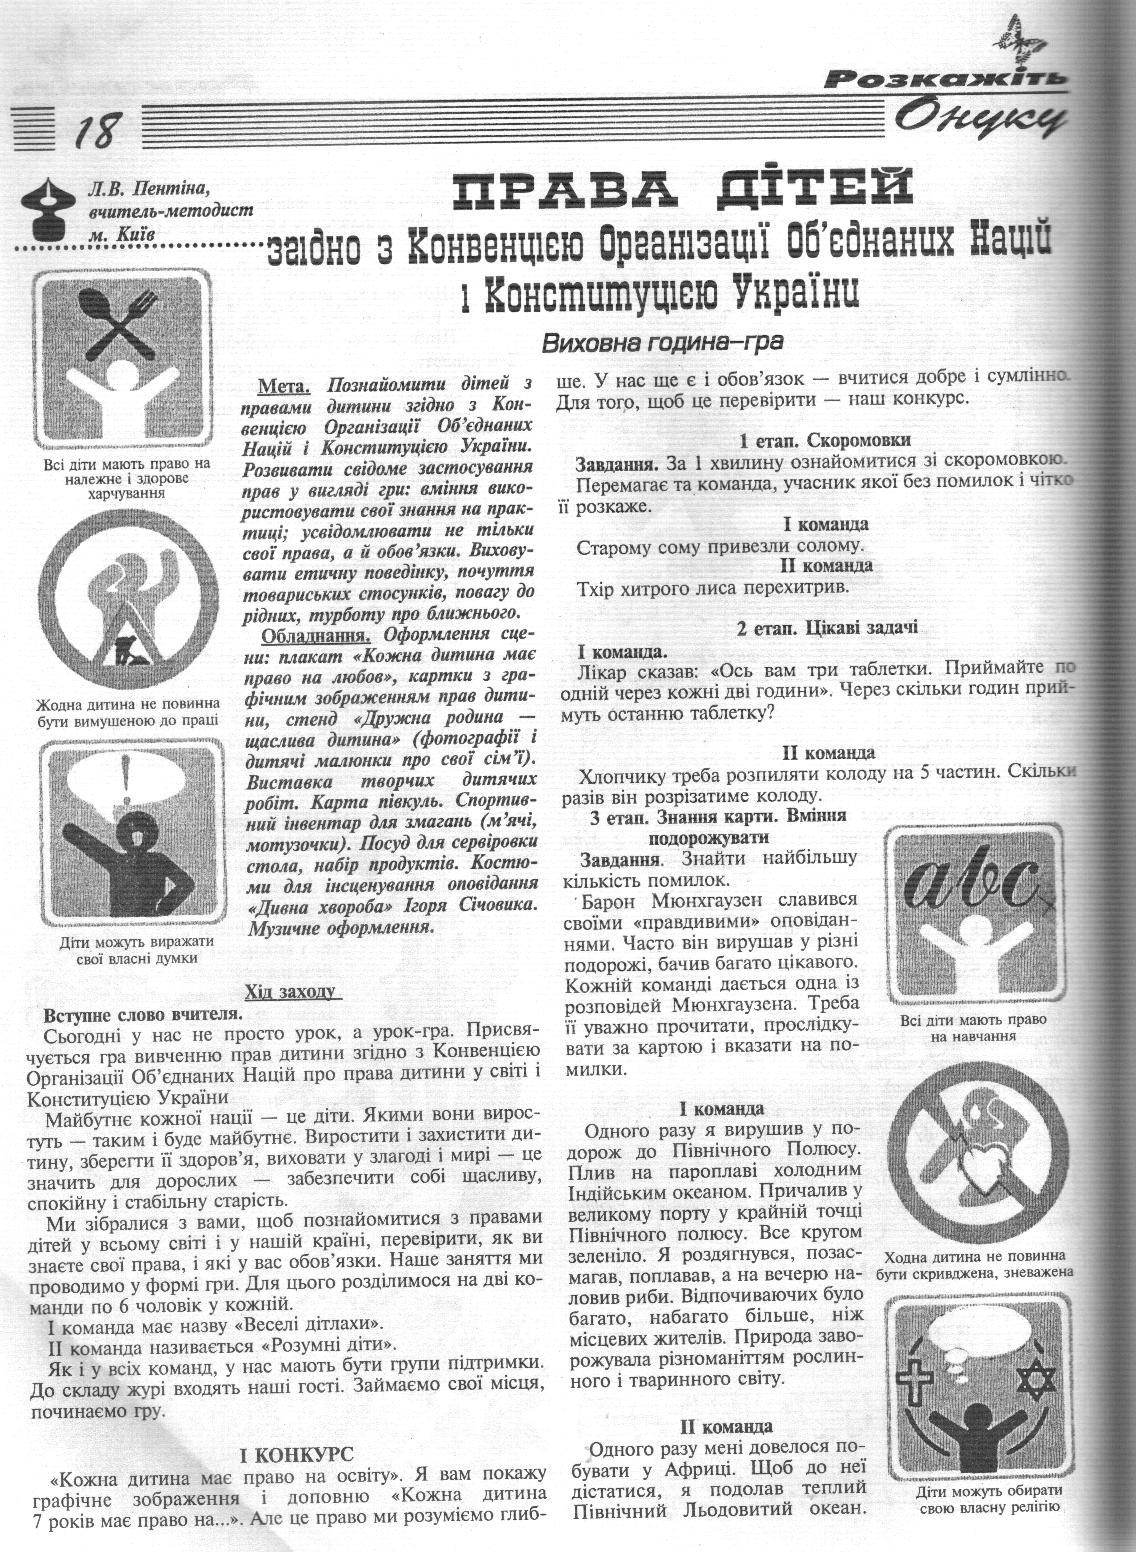 Розкажіть
Онуку
18
Л.В. Пентіна,
вчитель-методист
м. Київ
ПРАВА ДІТЕЙ
згідно з Конвенцією Організації Об’єднаних Націй
і Конституцією України
Виховна година–гра
Всі діти мають право на
належне і здорове
харчування
Жодна дитина не повинна
бути вимушеною до праці
!
Діти можуть виражати
свої власні думки
Мета. Познайомити дітей з
правами дитини згідно з Кон-
венцією Організації Об’єднаних
Націй і Конституцією України.
Розвивати свідоме застосування
прав у вигляді гри: вміння вико-
ристовувати свої знання на прак-
тиці; усвідомлювати не тільки
свої права, а й обов’язки. Вихову-
вати етичну поведінку, почуття
товариських стосунків, повагу до
рідних, турботу про ближнього.
Обладнання. Оформлення сце-
ни: плакат «Кожна дитина має
право на любов», картки з гра-
фічним зображенням прав дити-
ни, стенд «Дружна родина —
щаслива дитина» (фотографії і
дитячі малюнки про свої сім’ї).
Виставка творчих дитячих
робіт. Карта півкуль. Спортив-
ний інвентар для змагань (м’ячі,
мотузочки). Посуд для сервіровки
стола, набір продуктів. Костю-
ми для інсценування оповідання
«Дивна хвороба» Ігоря Січовика.
Музичне оформлення.
Хід заходу
Вступне слово вчителя.
Сьогодні у нас не просто урок, а урок-гра. Присвя-
чується гра вивченню прав дитини згідно з Конвенцією
Організації Об’єднаних Націй про права дитини у світі і
Конституцією України
Майбутнє кожної нації — це діти. Якими вони вирос-
туть — таким і буде майбутнє. Виростити і захистити ди-
тину, зберегти її здоров’я, виховати у злагоді і мирі — це
значить для дорослих — забезпечити собі щасливу,
спокійну і стабільну старість.
Ми зібралися з вами, щоб познайомитися з правами
дітей у всьому світі і у нашій країні, перевірити, як ви
знаєте свої права, і які у вас обов’язки. Наше заняття ми
проводимо у формі гри. Для цього розділимося на дві ко-
манди по 6 чоловік у кожній.
I команда має назву «Веселі дітлахи».
II команда називається «Розумні діти».
Як і у всіх команд, у нас мають бути групи підтримки.
До складу журі входять наші гості. Займаємо свої місця,
починаємо гру.
I КОНКУРС
«Кожна дитина має право на освіту». Я вам покажу
графічне зображення і доповню «Кожна дитина
7 років має право на...». Але це право ми розуміємо глиб-
ше. У нас ще є і обов’язок — вчитися добре і сумлінно.
Для того, щоб це перевірити — наш конкурс.
1 етап. Скоромовки
Завдання. За 1 хвилину ознайомитися зі скоромовкою.
Перемагає та команда, учасник якої без помилок і чітко
її розкаже.
I команда
Старому сому привезли солому.
II команда
Тхір хитрого лиса перехитрив.
2 етап. Цікаві задачі
I команда.
Лікар сказав: «Ось вам три таблетки. Приймайте по
одній через кожні дві години». Через скільки годин прий-
муть останню таблетку?
II команда
Хлопчику треба розпиляти колоду на 5 частин. Скільки
разів він розрізатиме колоду.
3 етап. Знання карти. Вміння
подорожувати
Завдання. Знайти найбільшу
кількість помилок.
Барон Мюнхгаузен славився
своїми «правдивими» оповідан-
нями. Часто він вирушав у різні
подорожі, бачив багато цікавого.
Кожній команді дається одна із
розповідей Мюнхгаузена. Треба
її уважно прочитати, прослідку-
вати за картою і вказати на по-
милки.
I команда
Одного разу я вирушив у по-
дорож до Північного Полюсу.
Плив на пароплаві холодним
Індійським океаном. Причалив у
великому порту у крайній точці
Північного полюсу. Все кругом
зеленіло. Я роздягнувся, позас-
магав, поплавав, а на вечерю на-
ловив риби. Відпочиваючих було
багато, набагато більше, ніж
місцевих жителів. Природа заво-
рожувала різноманіттям рослин-
ного і тваринного світу.
II команда
Одного разу мені довелося по-
бувати у Африці. Щоб до неї
дістатися, я подолав теплий
Північний Льодовитий океан.
abc
Всі діти мають право
на навчання
Ходна дитина не повинна
бути скривджена, зневажена
Діти можуть обирати
свою власну релігію